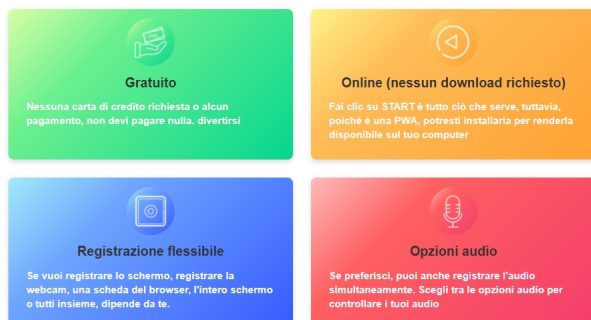 Gratuito
Nessuna carta di credito richiesta o alcun
pagamento, non devi pagare nulla. divertirsi
Online (nessun download richiesto)
Fai clic su START è tutto ciò che serve, tuttavia,
poiché è una PWA, potresti installarla per renderla
disponibile sul tuo computer
Registrazione flessibile
Se vuoi registrare lo schermo, registrare la
webcam, una scheda del browser, l'intero schermo
o tutti insieme, dipende da te.
Opzioni audio
Se preferisci, puoi anche registrare l'audio
simultaneamente. Scegli tra le opzioni audio per
controllare i tuoi audio